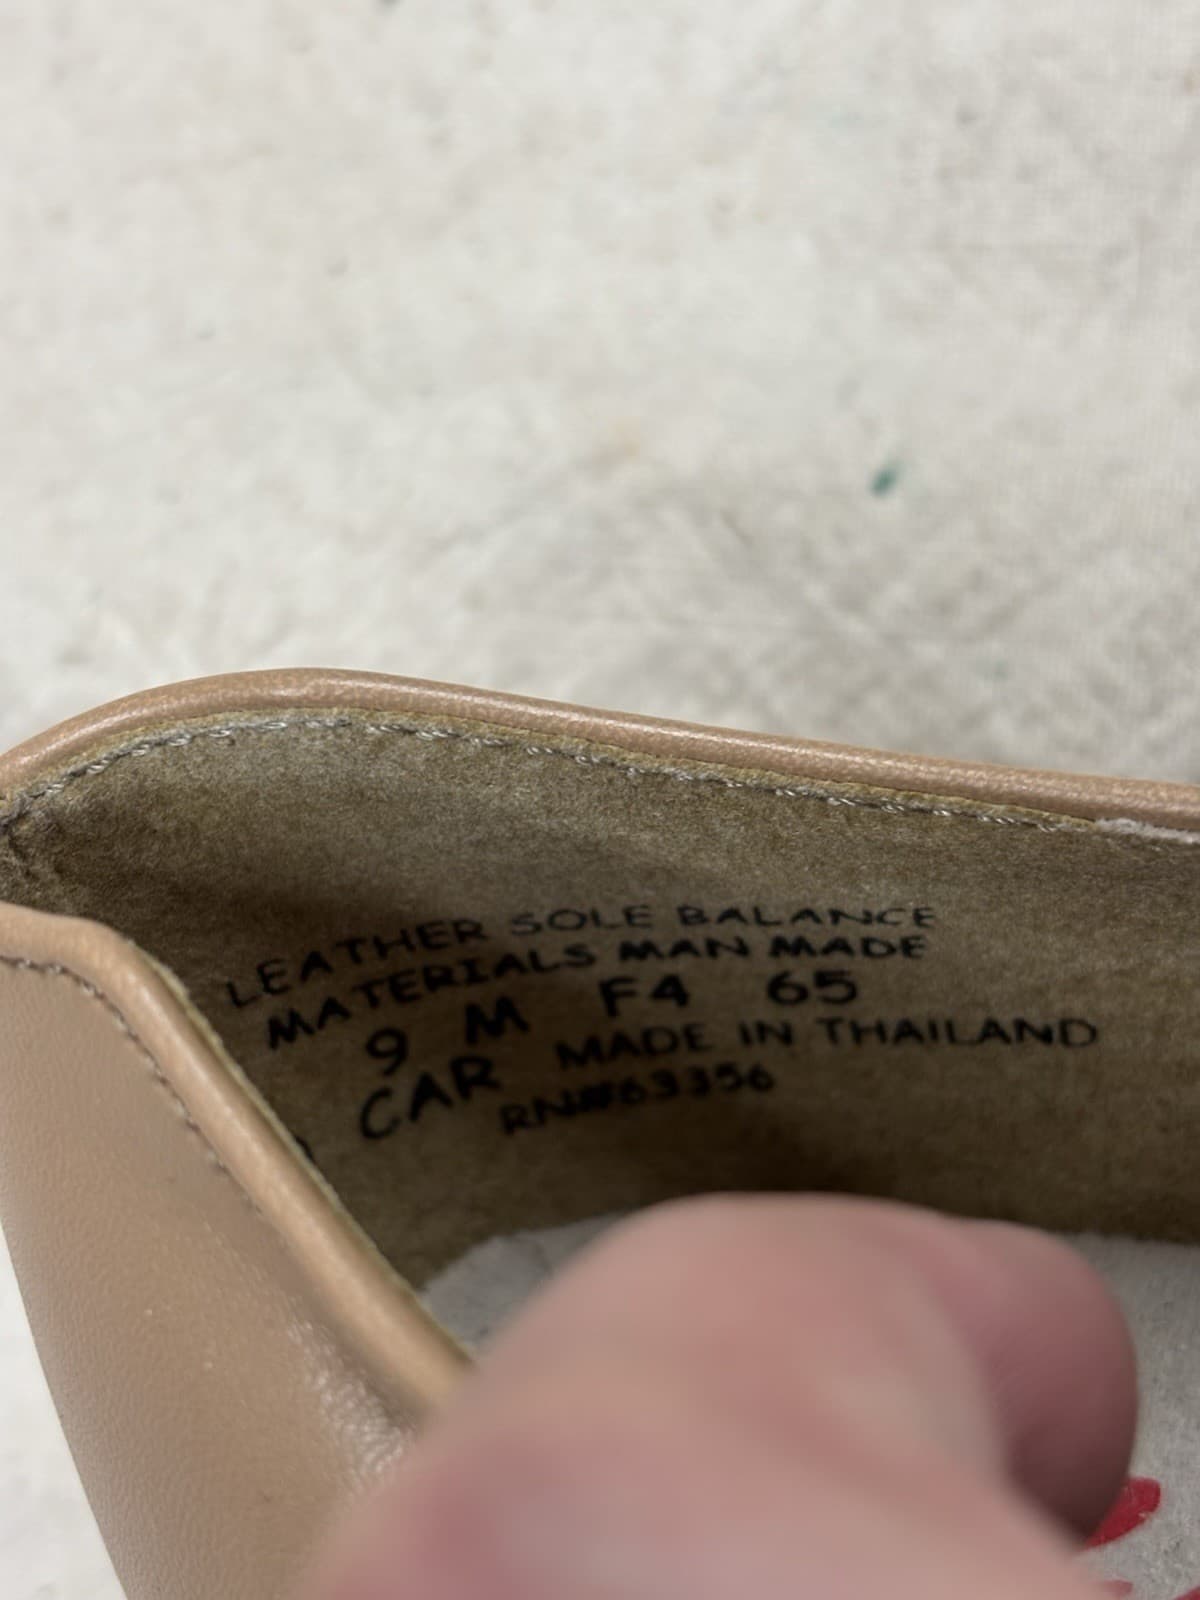 LEATHER SOLE BALANCE
MATERIALS MAN MADE
9 M F4 65
CAR MADE IN THAILAND
RN#63356